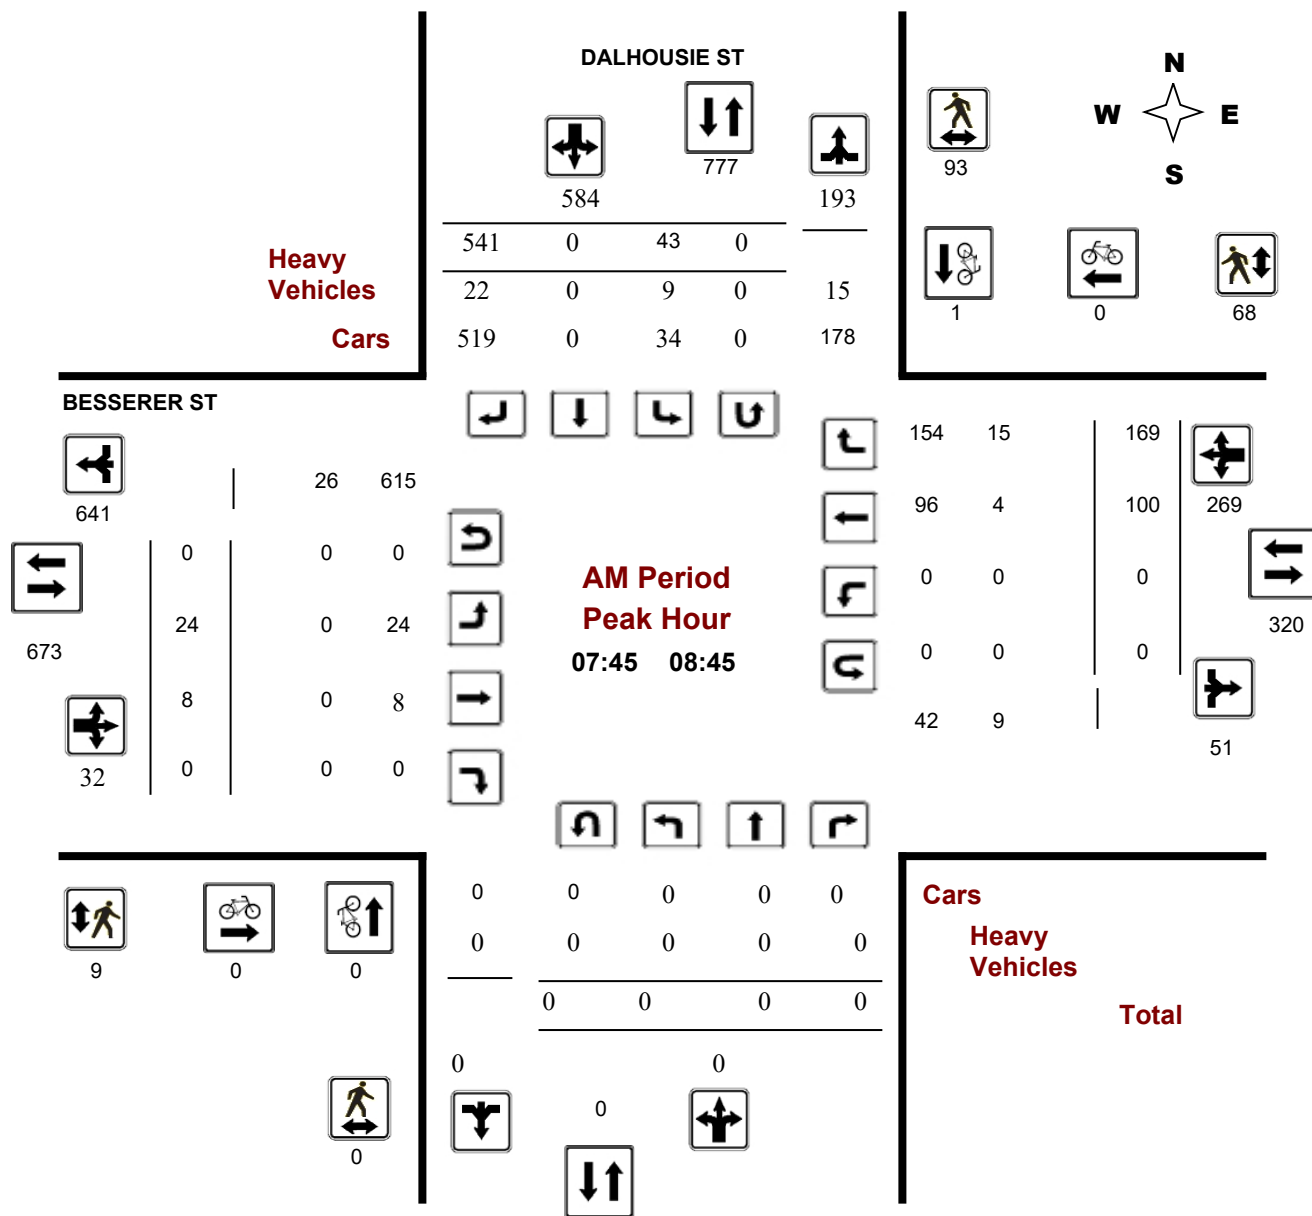 DALHOUSIE ST
N
W E
S
777
93
584 193
541 0 43 0
Heavy
Vehicles
22 0 9 0 15
1 0 68
Cars
519 0 34 0 178
BESSERER ST
154 15 169
26 615
641
96 4 100 269
0 0 0
AM Period
0 0 0
Peak Hour
24 0 24
320
673
07:45 08:45
0 0 0
8 0 8
42 9
51
32
0 0 0
0 0 0 0 0
Cars
0 0 0 0 0
Heavy
Vehicles
9 0 0
0 0 0 0
Total
0 0
0
0